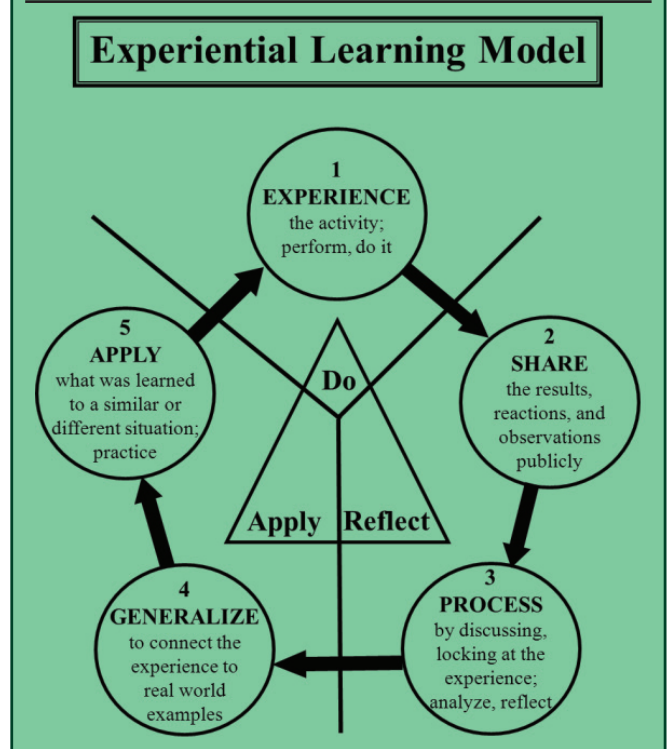 Experiential Learning Model
1
EXPERIENCE
the activity;
perform, do it
2
SHARE
the results,
reactions, and
observations
publicly
3
PROCESS
by discussing,
locking at the
experience;
analyze, reflect
4
GENERALIZE
to connect the
experience to
real world
examples
5
APPLY
what was learned
to a similar or
different situation;
practice
Do
Apply
Reflect